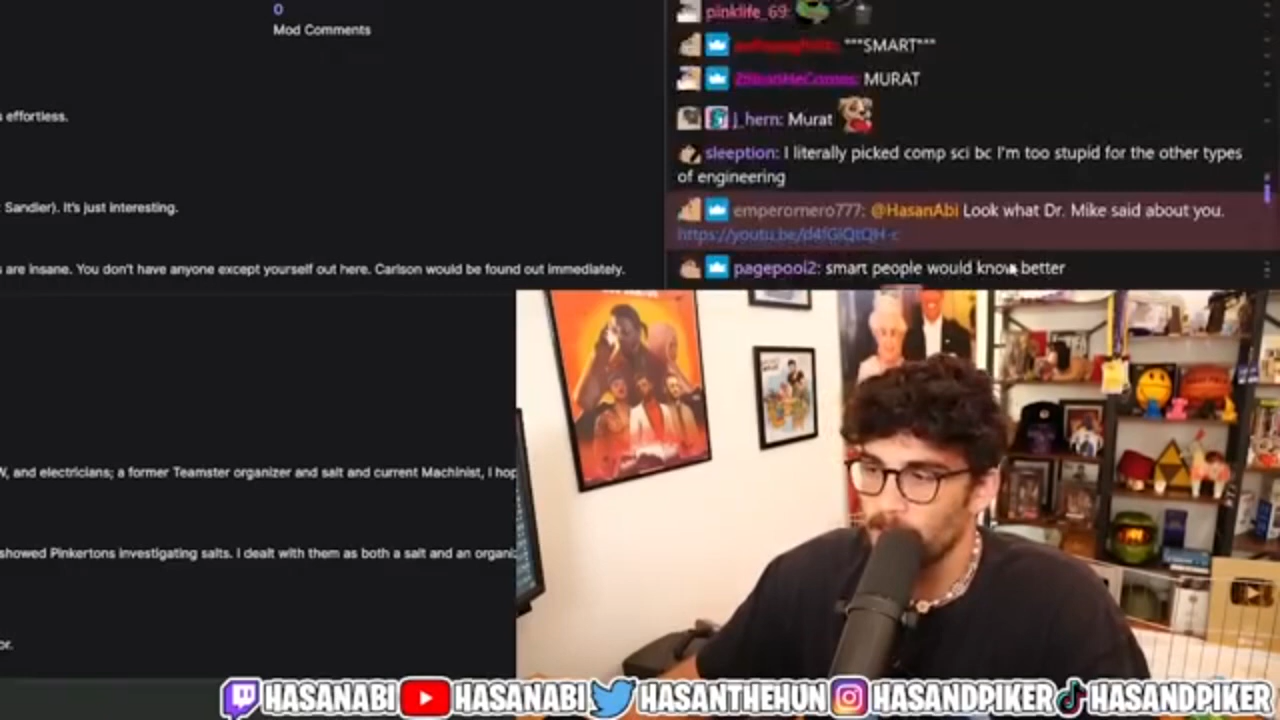 0
Mod Comments
s effortless.
Sandler). It's just interesting.
s are insane. You don't have anyone except yourself out here. Carlson would be found out immediately.
W, and electricians; a former Teamster organizer and salt and current Machinist, I hop
showed Pinkertons investigating salts. I dealt with them as both a salt and an organiz
or.
pinklife_69:
***SMART***
MURAT
j_hern: Murat
sleeption: I literally picked comp sci bc I'm too stupid for the other types
of engineering
emperornero777: @HasanAbi Look what Dr. Mike said about you.
pagepool2: smart people would know better
HASANABI HASANABI HASANTHEHUN HASANDPIKER HASANDPIKER